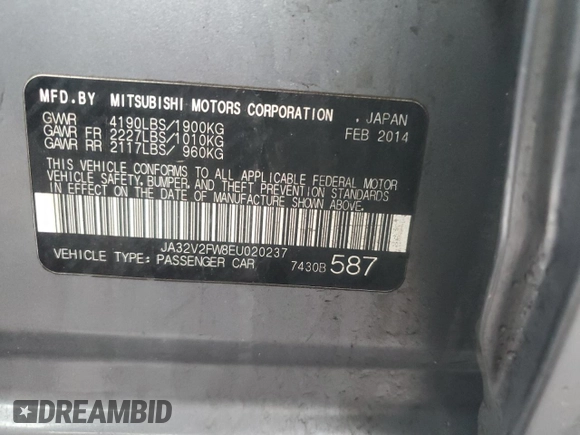 MFD.BY MITSUBISHI MOTORS CORPORATION . JAPAN
GVWR 4190LBS/1900KG FEB 2014
GAWR FR 2227LBS/1010KG
GAWR RR 2117LBS/ 960KG
THIS VEHICLE CONFORMS TO ALL APPLICABLE FEDERAL MOTOR
VEHICLE SAFETY, BUMPER, AND THEFT PREVENTION STANDARDS
IN EFFECT ON THE DATE OF MANUFACTURE SHOWN ABOVE.
JA32V2FW8EU020237
VEHICLE TYPE: PASSENGER CAR 7430B 587
DREAMBID